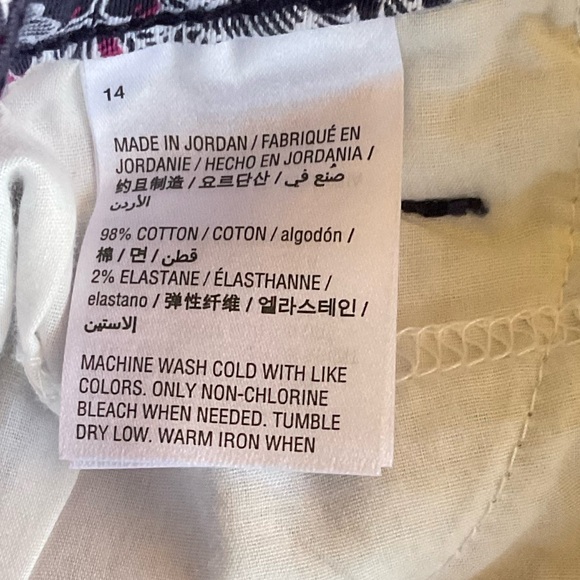 14
MADE IN JORDAN / FABRIQUÉ EN
JORDANIE / HECHO EN JORDANIA /
约旦制造 / 요르단산 / صُنع في
الأردن
98% COTTON / COTON / algodón /
棉 / 면 / قطن
2% ELASTANE / ÉLASTHANNE /
elastano / 弹性纤维 / 엘라스테인 /
إلاستين
MACHINE WASH COLD WITH LIKE
COLORS. ONLY NON-CHLORINE
BLEACH WHEN NEEDED. TUMBLE
DRY LOW. WARM IRON WHEN